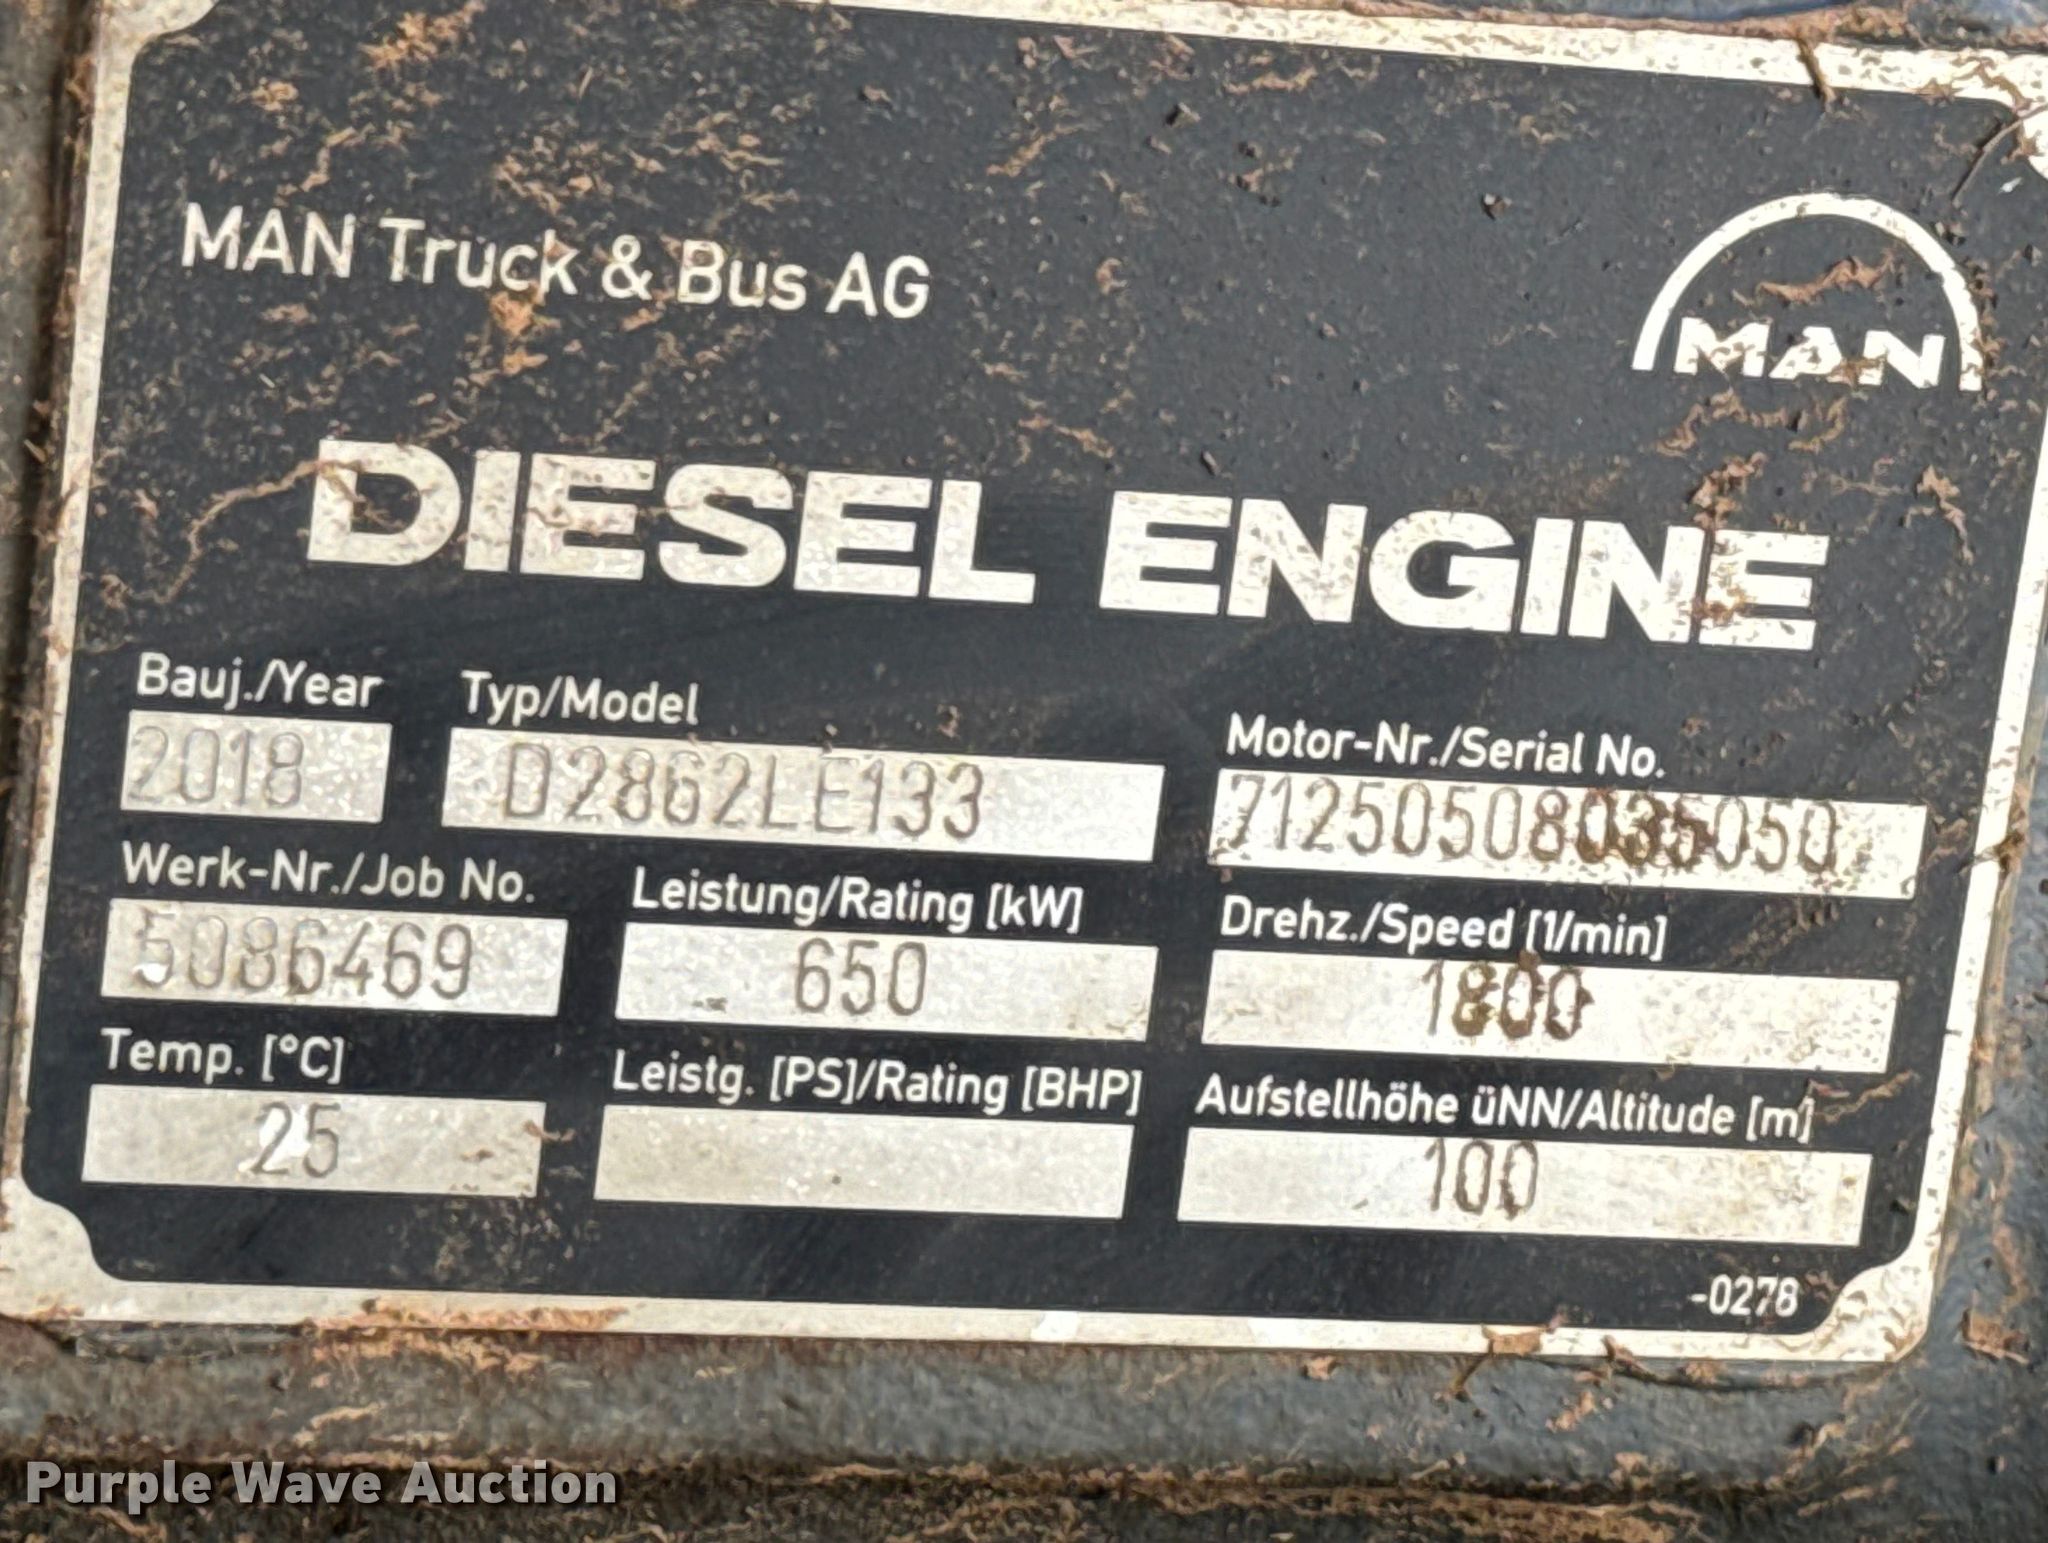 MAN Truck & Bus AG
MAN
DIESEL ENGINE
Bauj./Year
Typ/Model
Motor-Nr./Serial No.
2018
D2862LE133
71250508035050
Werk-Nr./Job No.
Leistung/Rating [kW]
Drehz./Speed [1/min]
5086469
650
1800
Temp. [°C]
Leistg. [PS]/Rating [BHP]
Aufstellhöhe üNN/Altitude [m]
25
100
-0278
Purple Wave Auction